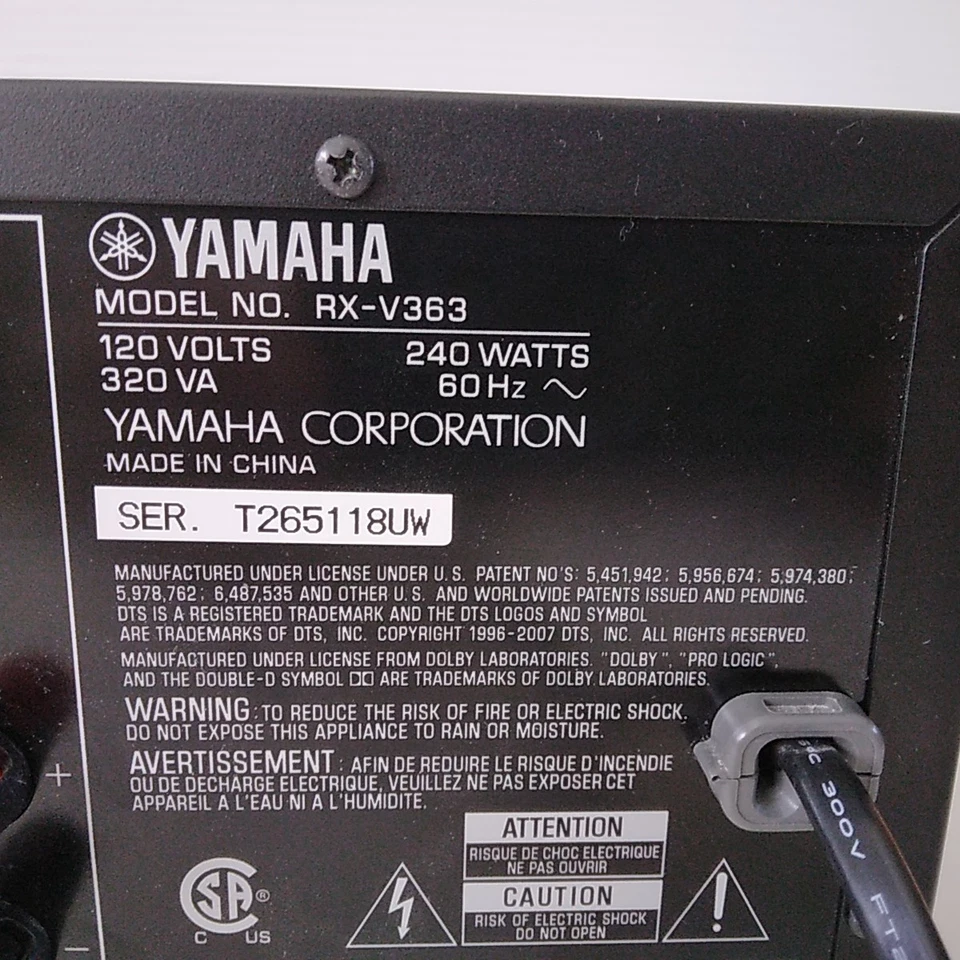 YAMAHA
MODEL NO. RX-V363
120 VOLTS 240 WATTS
320 VA 60 Hz ~
YAMAHA CORPORATION
MADE IN CHINA
SER. T265118UW
MANUFACTURED UNDER LICENSE UNDER U.S. PATENT NO'S: 5,451,942; 5,956,674; 5,974,380;
5,978,762; 6,487,535 AND OTHER U.S. AND WORLDWIDE PATENTS ISSUED AND PENDING.
DTS IS A REGISTERED TRADEMARK AND THE DTS LOGOS AND SYMBOL
ARE TRADEMARKS OF DTS, INC. COPYRIGHT 1996-2007 DTS, INC. ALL RIGHTS RESERVED.
MANUFACTURED UNDER LICENSE FROM DOLBY LABORATORIES. "DOLBY", "PRO LOGIC",
AND THE DOUBLE-D SYMBOL ARE TRADEMARKS OF DOLBY LABORATORIES.
WARNING : TO REDUCE THE RISK OF FIRE OR ELECTRIC SHOCK,
DO NOT EXPOSE THIS APPLIANCE TO RAIN OR MOISTURE.
AVERTISSEMENT : AFIN DE REDUIRE LE RISQUE D'INCENDIE
OU DE DECHARGE ELECTRIQUE, VEUILLEZ NE PAS EXPOSER CET
APPAREIL A L'EAU NI A L'HUMIDITE.
+
−
CSA ®
C US
ATTENTION
RISQUE DE CHOC ELECTRIQUE
NE PAS OUVRIR
CAUTION
RISK OF ELECTRIC SHOCK
DO NOT OPEN
!
300V FT2